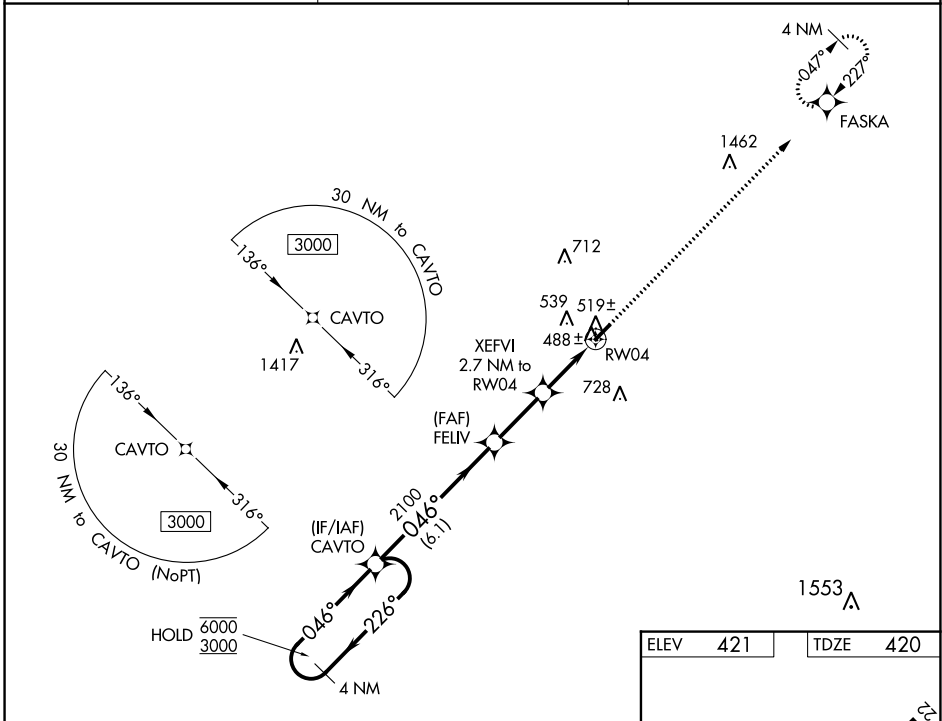 4 NM
047°
227°
FASKA
1462
30 NM to CAVTO
3000
136°
712
CAVTO
539
519±
1417
316°
488±
RW04
XEFVI
2.7 NM to
RW04
728
136°
(FAF)
FELIV
CAVTO
316°
3000
2100
046°
(6.1)
30 NM to CAVTO (NoPT)
(IF/IAF)
CAVTO
1553
046°
226°
HOLD 6000
3000
4 NM
ELEV 421
TDZE 420